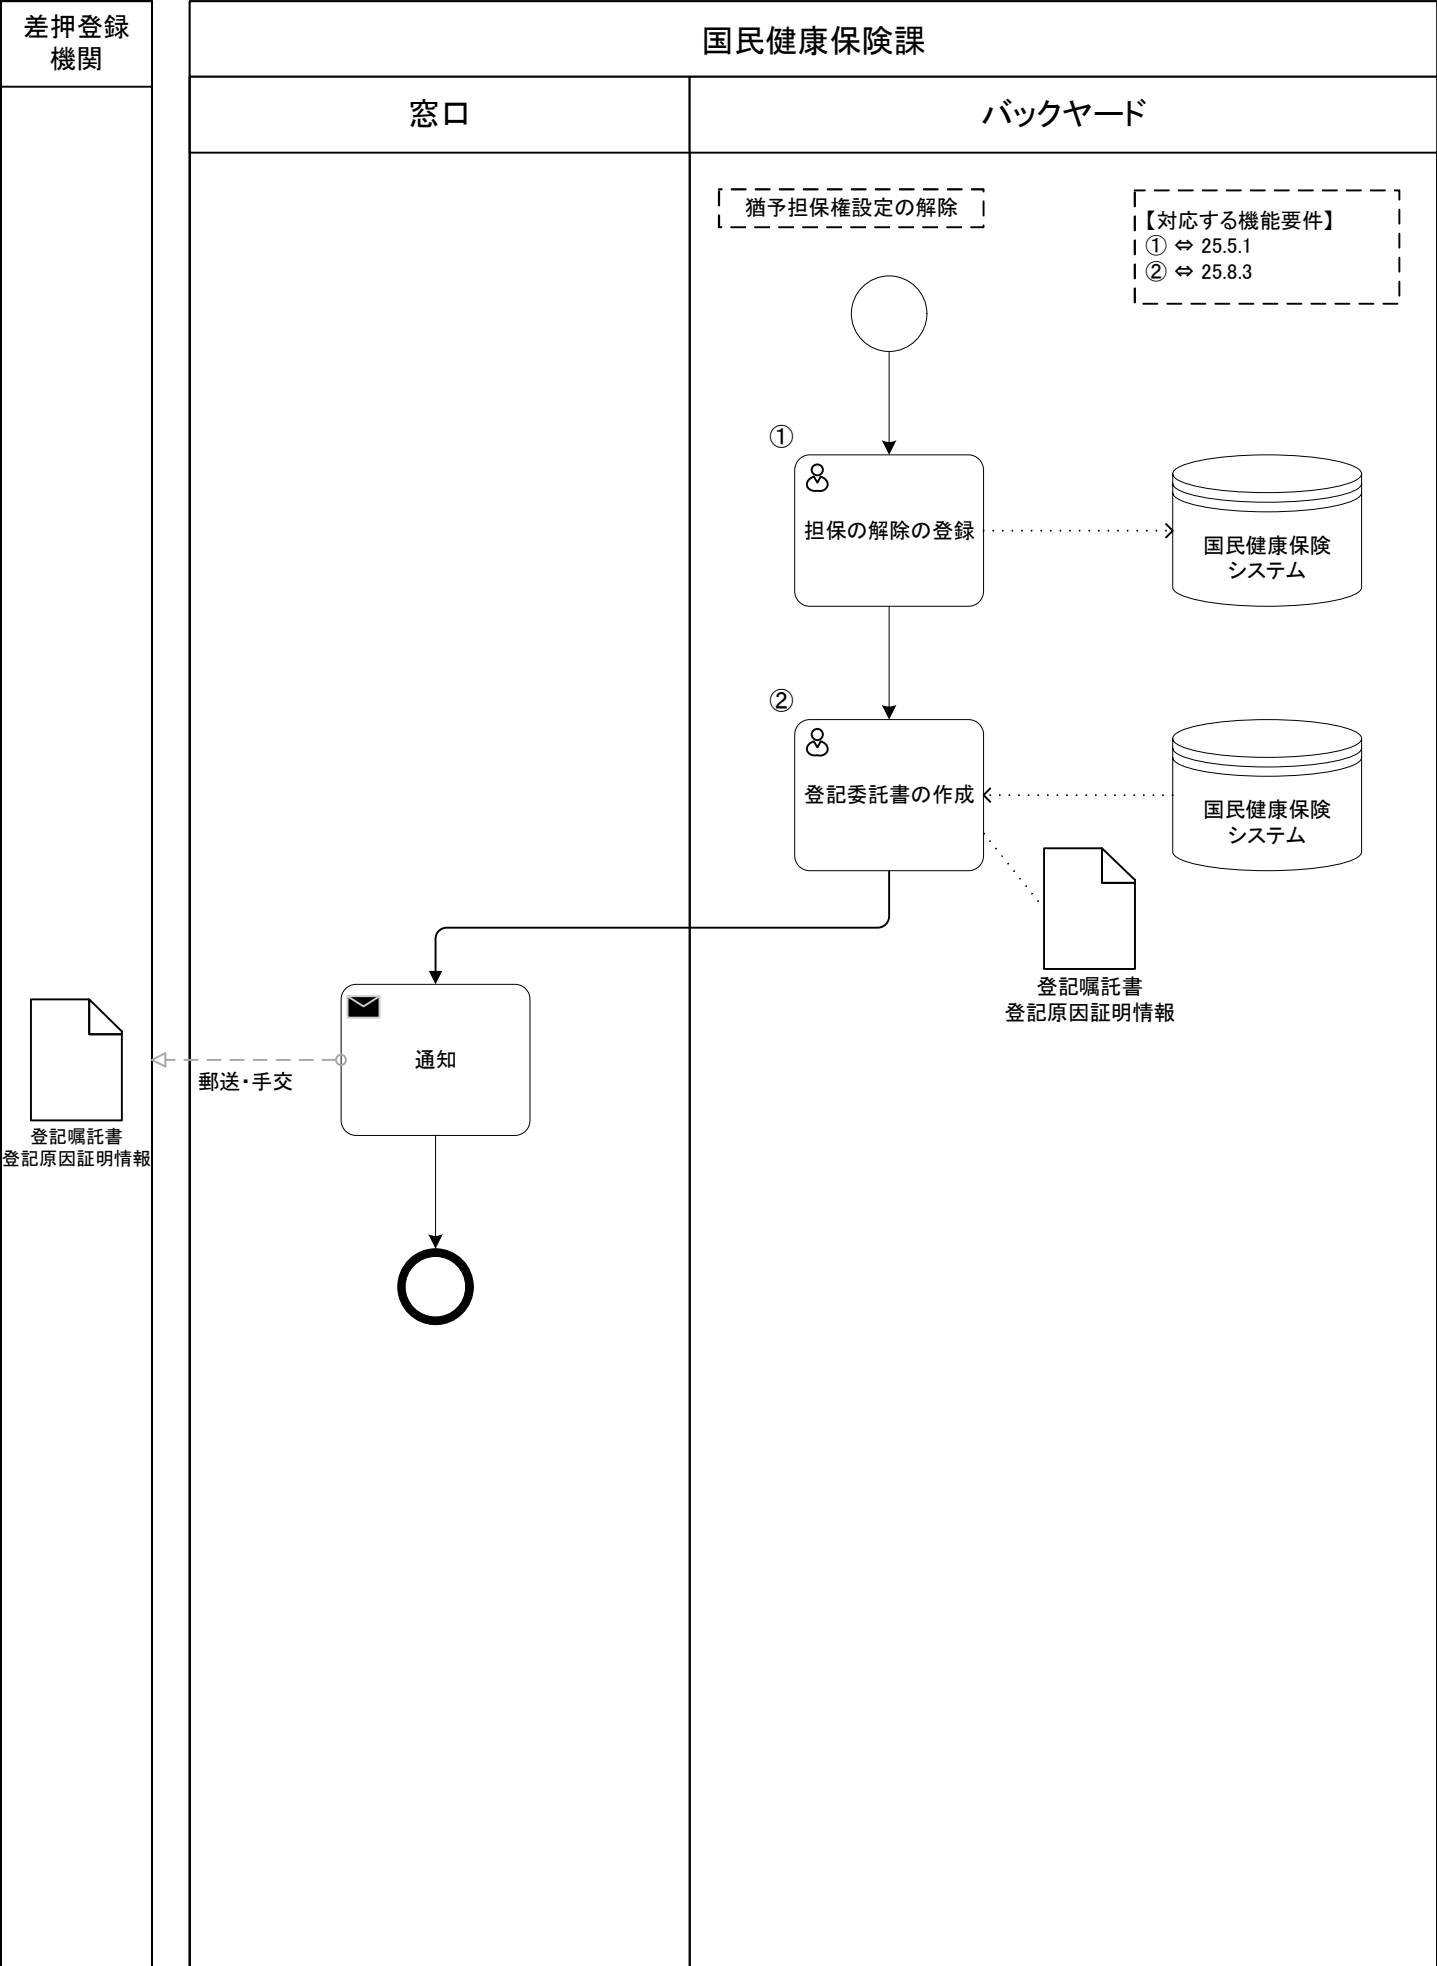 差押登録
機関
国民健康保険課
窓口
バックヤード
猶予担保権設定の解除
【対応する機能要件】
① ⇔ 25.5.1
② ⇔ 25.8.3
①
担保の解除の登録
国民健康保険
システム
②
登記委託書の作成
国民健康保険
システム
登記嘱託書
登記原因証明情報
通知
郵送・手交
登記嘱託書
登記原因証明情報